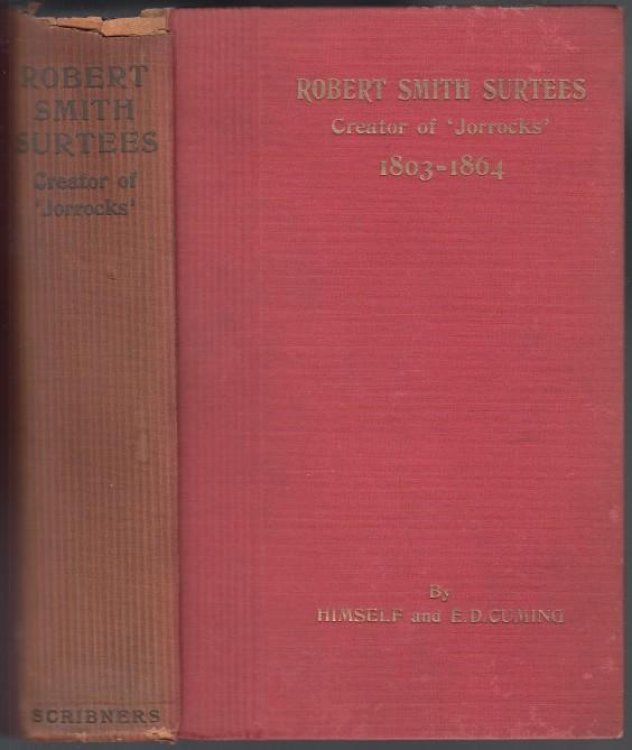 ROBERT
SMITH
SURTEES
Creator of
'Jorrocks'
SCRIBNERS
ROBERT SMITH SURTEES
Creator of 'Jorrocks'
1803-1864
By
HIMSELF and E.D.CUMING